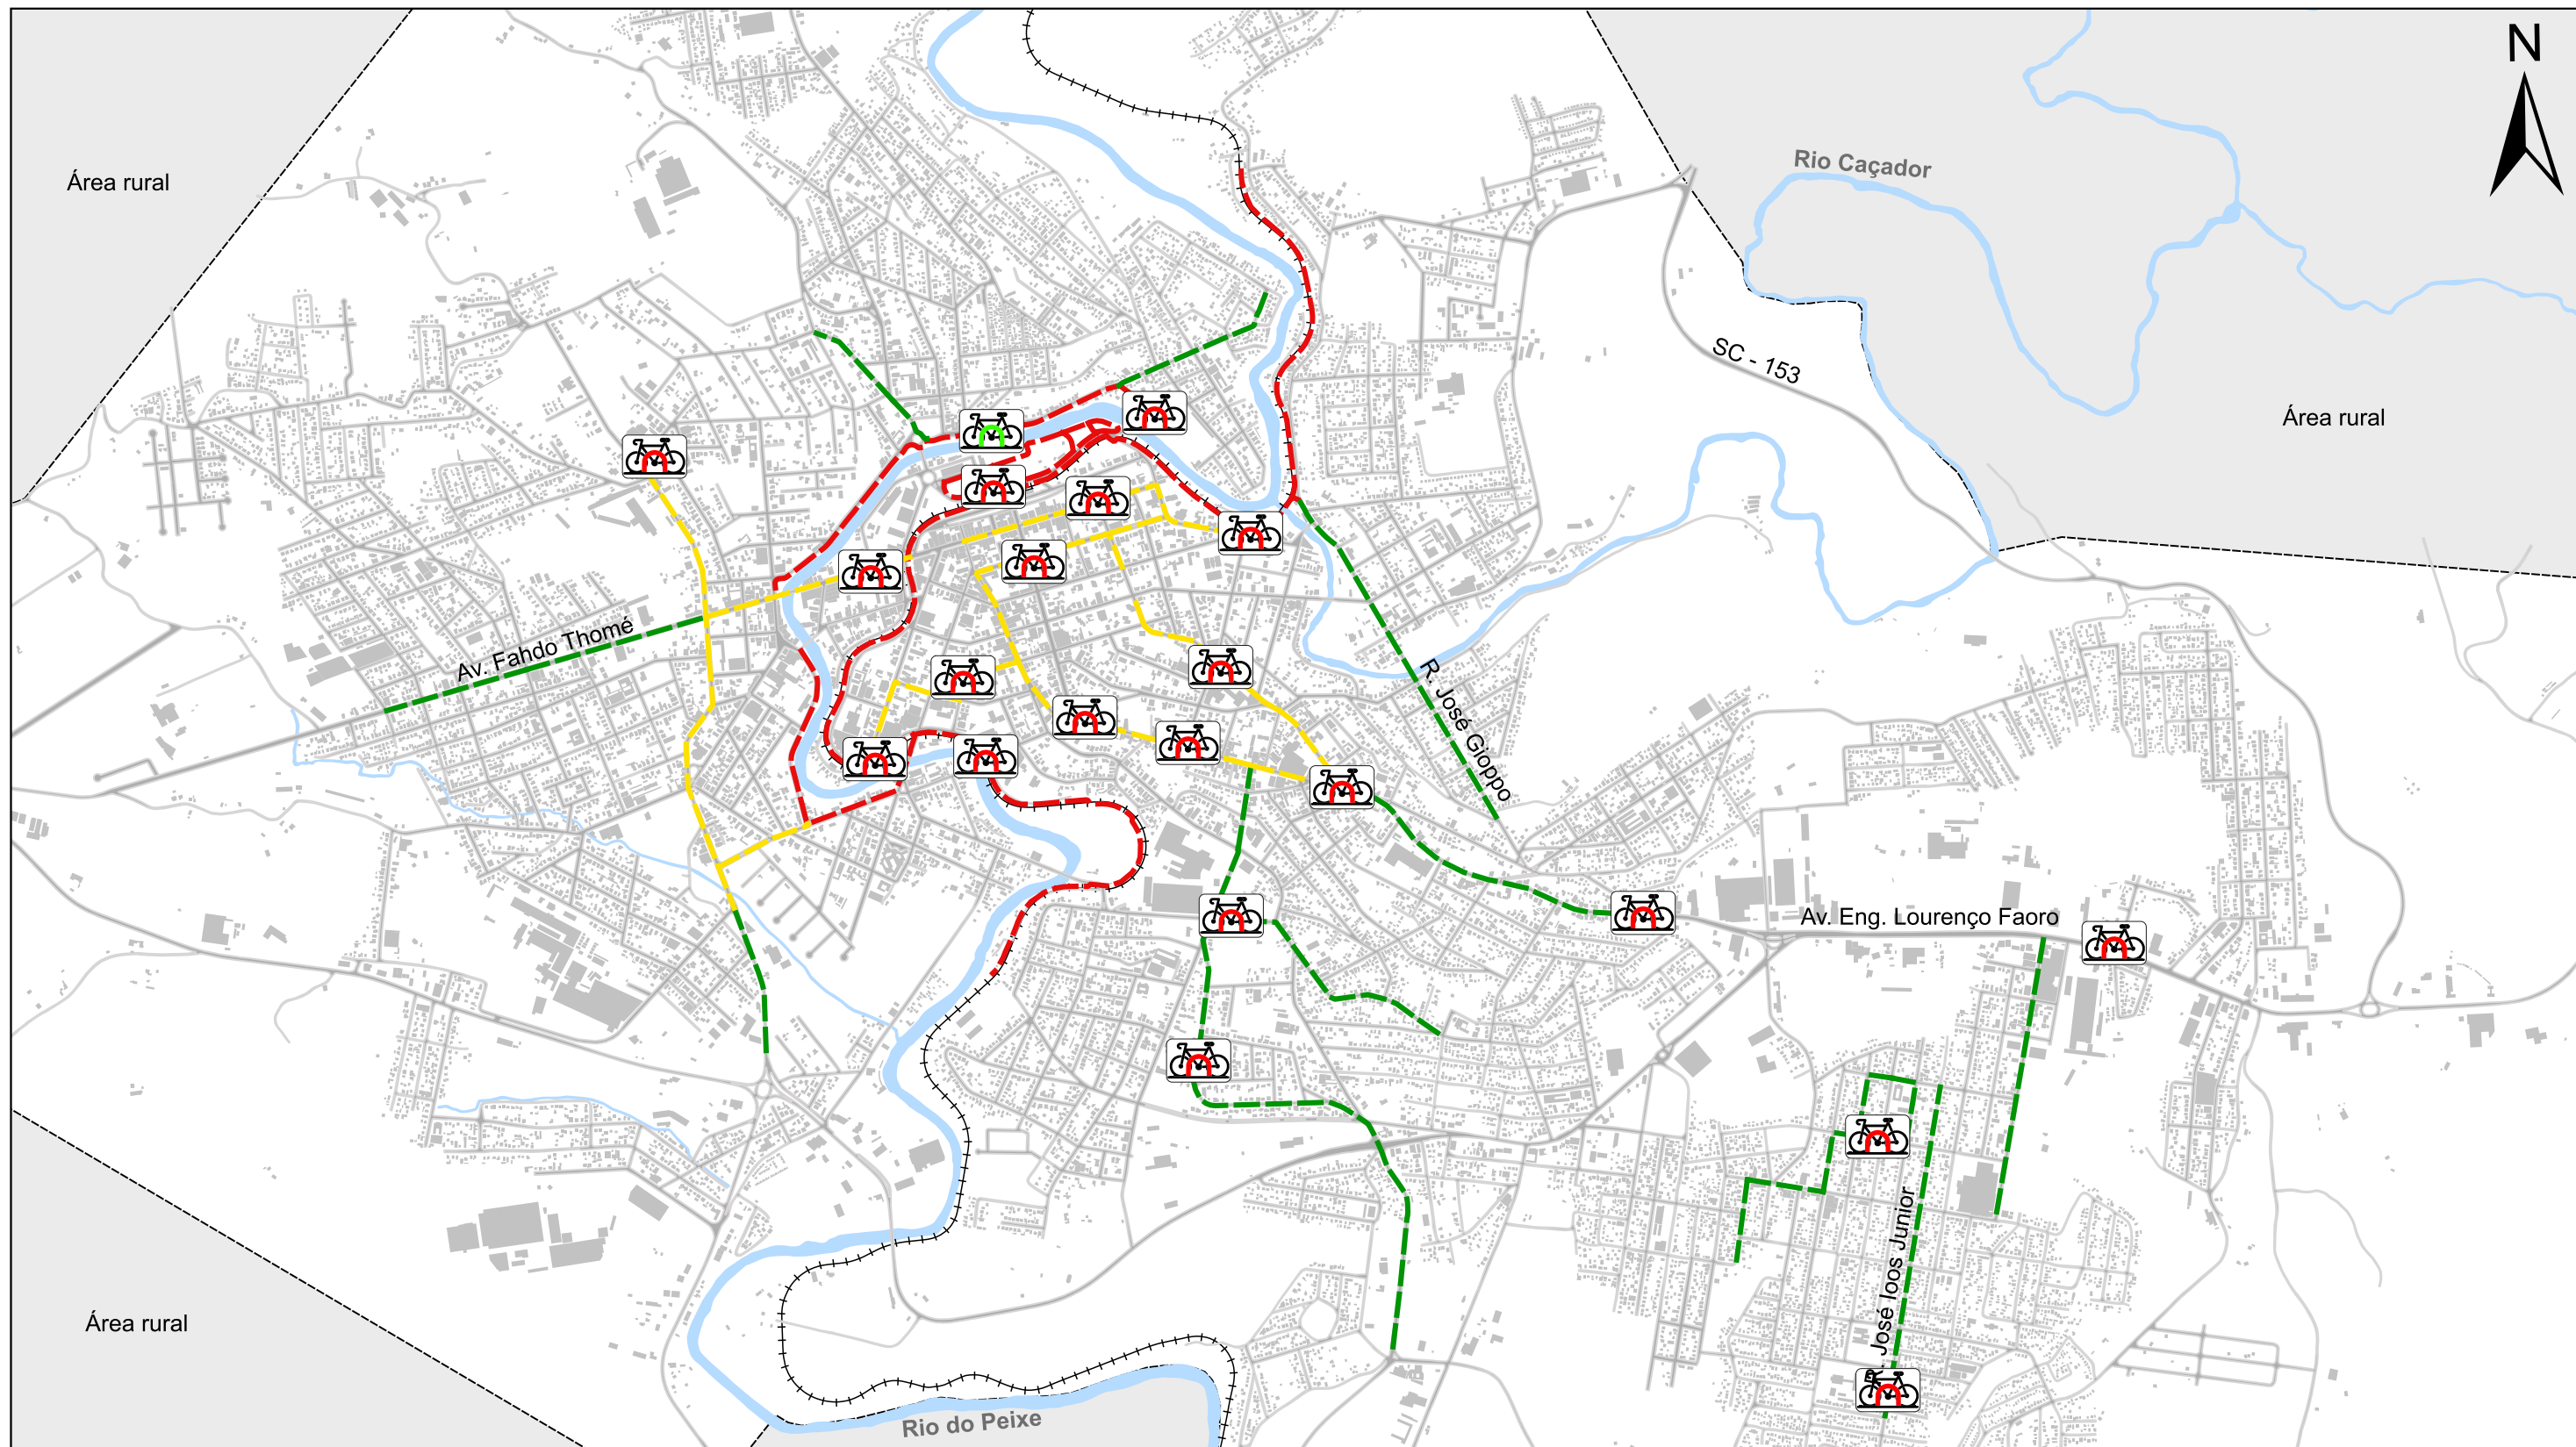 N
Rio Caçador
Área rural
SC - 153
Área rural
Av. Fahdo Thomé
R. José Gioppo
Av. Eng. Lourenço Faoro
R. José Ioos Junior
Área rural
Rio do Peixe